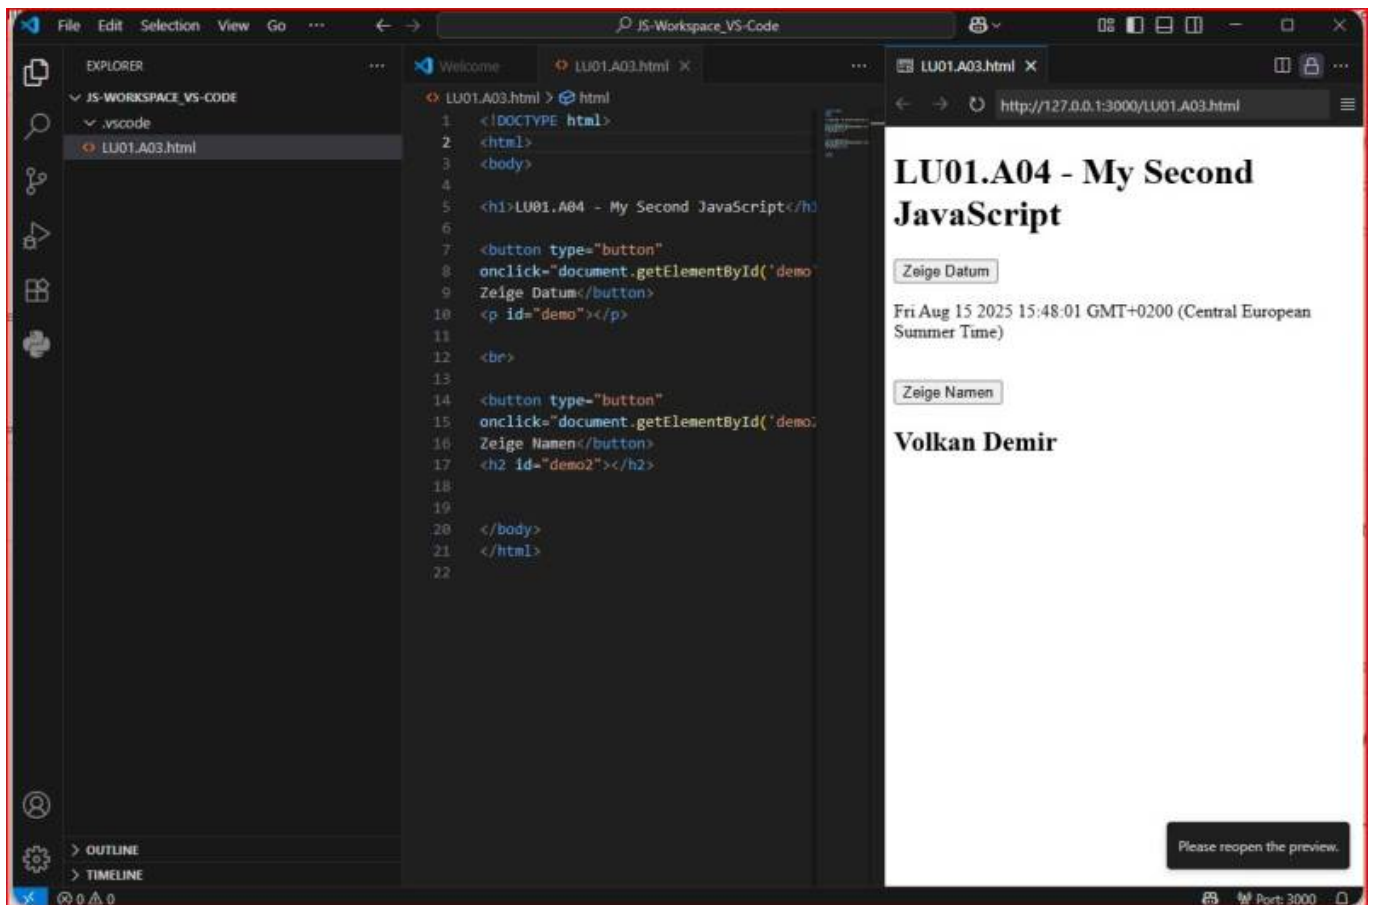 File Edit Selection View Go ··· JS-Workspace_VS-Code
EXPLORER ···
JS-WORKSPACE_VS-CODE
.vscode
LU01.A03.html
OUTLINE
TIMELINE
Welcome LU01.A03.html ···
LU01.A03.html > html
1 <!DOCTYPE html>
2 <html>
3 <body>
4
5 <h1>LU01.A04 - My Second JavaScript</h1
6
7 <button type="button"
8 onclick="document.getElementById('demo'
9 Zeige Datum</button>
10 <p id="demo"></p>
11
12 <br>
13
14 <button type="button"
15 onclick="document.getElementById('demo2
16 Zeige Namen</button>
17 <h2 id="demo2"></h2>
18
19
20 </body>
21 </html>
22
LU01.A03.html ···
http://127.0.0.1:3000/LU01.A03.html
LU01.A04 - My Second
JavaScript
Zeige Datum
Fri Aug 15 2025 15:48:01 GMT+0200 (Central European
Summer Time)
Zeige Namen
Volkan Demir
Please reopen the preview.
0 0
Port: 3000